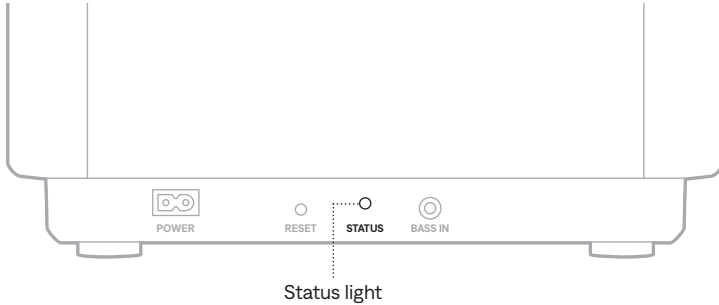 POWER
RESET
STATUS
BASS IN
Status light